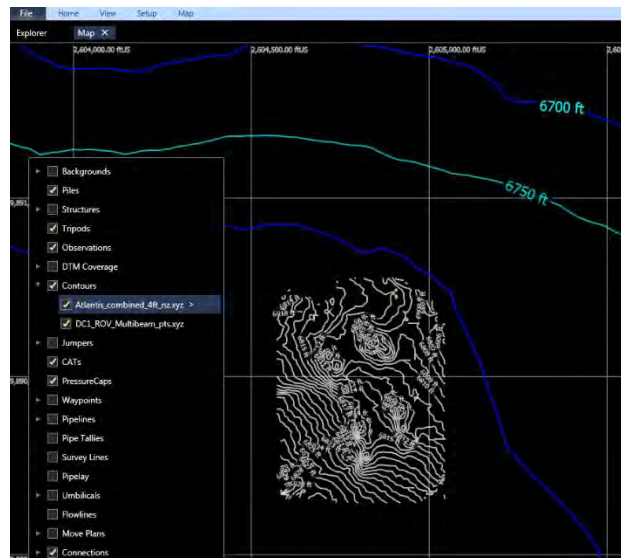 File Home View Setup Map
Explorer Map ×
2,604,000.00 ftUS 2,604,500.00 ftUS 2,605,000.00 ftUS
6700 ft
6750 ft
Backgrounds
Piles
Structures
Tripods
Observations
DTM Coverage
Contours
Atlantis_combined_4ft_nz.xyz >
DC1_ROV_Multibeam_pts.xyz
Jumpers
CATs
PressureCaps
Waypoints
Pipelines
Pipe Tallies
Survey Lines
Pipelay
Umbilicals
Flowlines
Move Plans
Connections